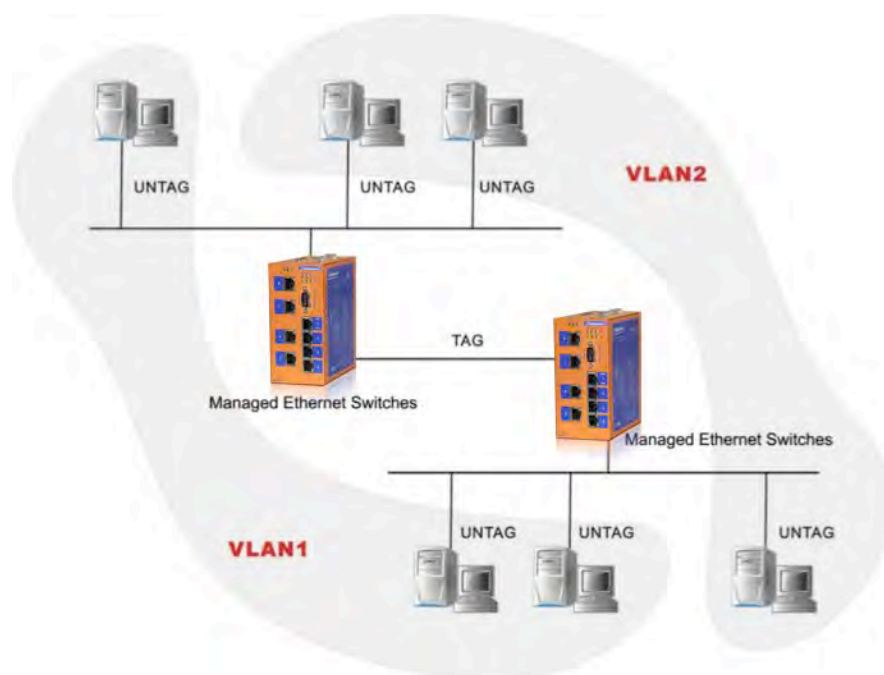 UNTAG
UNTAG
UNTAG
VLAN2
TAG
Managed Ethernet Switches
Managed Ethernet Switches
UNTAG
UNTAG
UNTAG
VLAN1